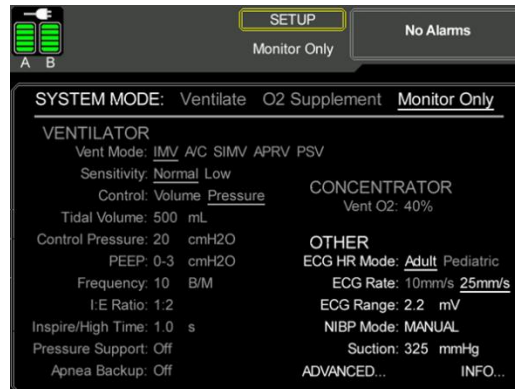 SETUP
No Alarms
Monitor Only
A B
SYSTEM MODE: Ventilate O2 Supplement Monitor Only
VENTILATOR
Vent Mode: IMV A/C SIMV APRV PSV
Sensitivity: Normal Low
Control: Volume Pressure
Tidal Volume: 500 mL
Control Pressure: 20 cmH2O
PEEP: 0-3 cmH2O
Frequency: 10 B/M
I:E Ratio: 1:2
Inspire/High Time: 1.0 s
Pressure Support: Off
Apnea Backup: Off
CONCENTRATOR
Vent O2: 40%
OTHER
ECG HR Mode: Adult Pediatric
ECG Rate: 10mm/s 25mm/s
ECG Range: 2.2 mV
NIBP Mode: MANUAL
Suction: 325 mmHg
ADVANCED... INFO...